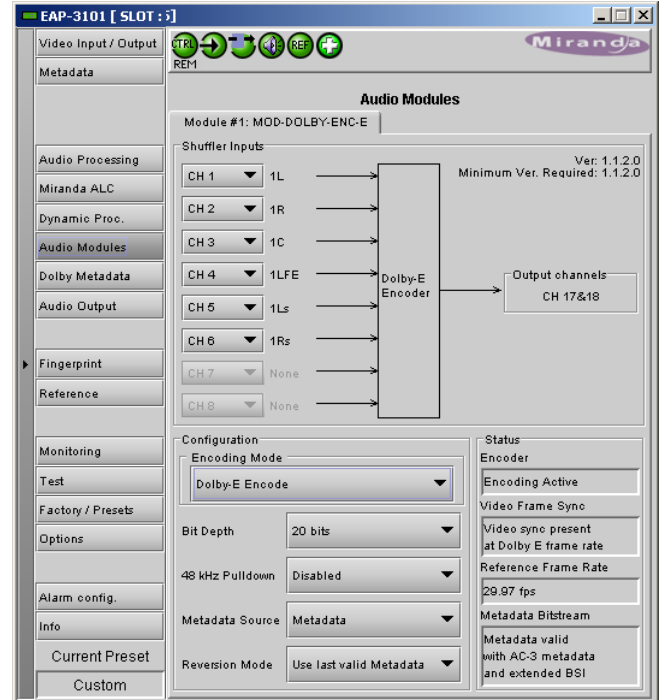 EAP-3101 [ SLOT : 5]
Video Input / Output
Metadata
Audio Processing
Miranda ALC
Dynamic Proc.
Audio Modules
Dolby Metadata
Audio Output
Fingerprint
Reference
Monitoring
Test
Factory / Presets
Options
Alarm config.
Info
Current Preset
Custom
CTRL
REM
REF
Miranda
Audio Modules
Module #1: MOD-DOLBY-ENC-E
Shuffler Inputs
Ver: 1.1.2.0
Minimum Ver. Required: 1.1.2.0
CH 1 1L
CH 2 1R
CH 3 1C
CH 4 1LFE
CH 5 1Ls
CH 6 1Rs
CH 7 None
CH 8 None
Dolby-E
Encoder
Output channels
CH 17&18
Configuration
Encoding Mode
Dolby-E Encode
Bit Depth 20 bits
48 kHz Pulldown Disabled
Metadata Source Metadata
Reversion Mode Use last valid Metadata
Status
Encoder
Encoding Active
Video Frame Sync
Video sync present
at Dolby E frame rate
Reference Frame Rate
29.97 fps
Metadata Bitstream
Metadata valid
with AC-3 metadata
and extended BSI